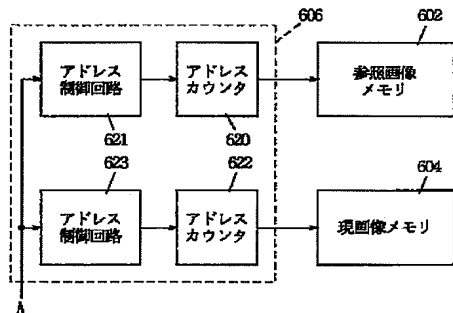 606
602
アドレス
制御回路
アドレス
カウンタ
参照画像
メモリ
621
620
623
622
604
アドレス
制御回路
アドレス
カウンタ
現画像メモリ
A